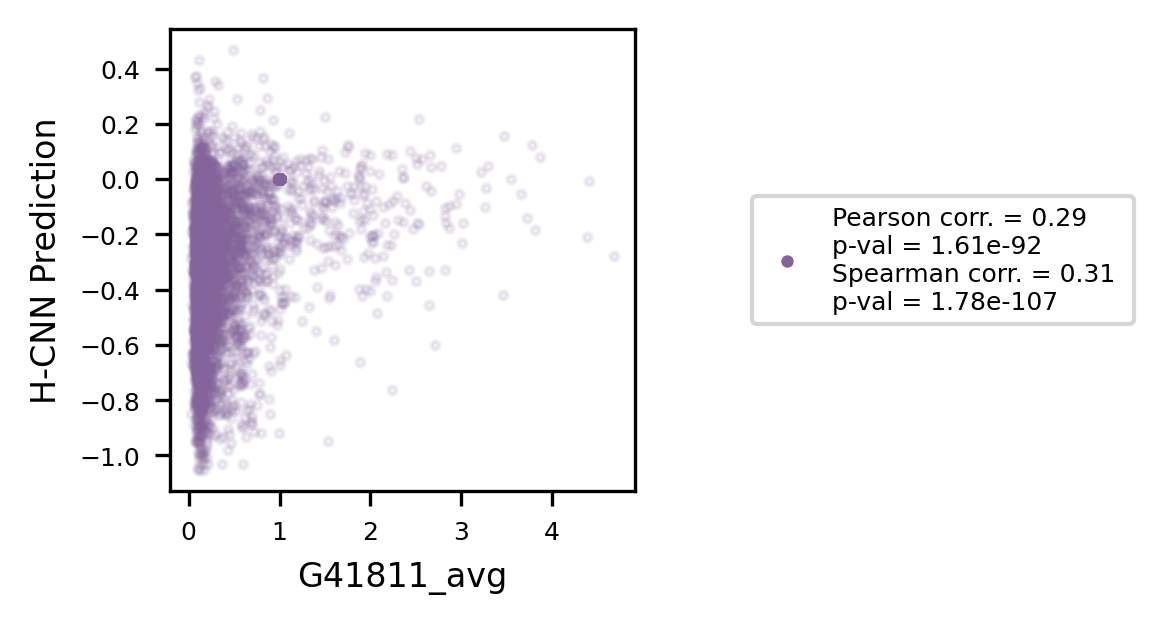 0.4
0.2
0.0
−0.2
−0.4
−0.6
−0.8
−1.0
H-CNN Prediction
0 1 2 3 4
G41811_avg
Pearson corr. = 0.29
p-val = 1.61e-92
Spearman corr. = 0.31
p-val = 1.78e-107